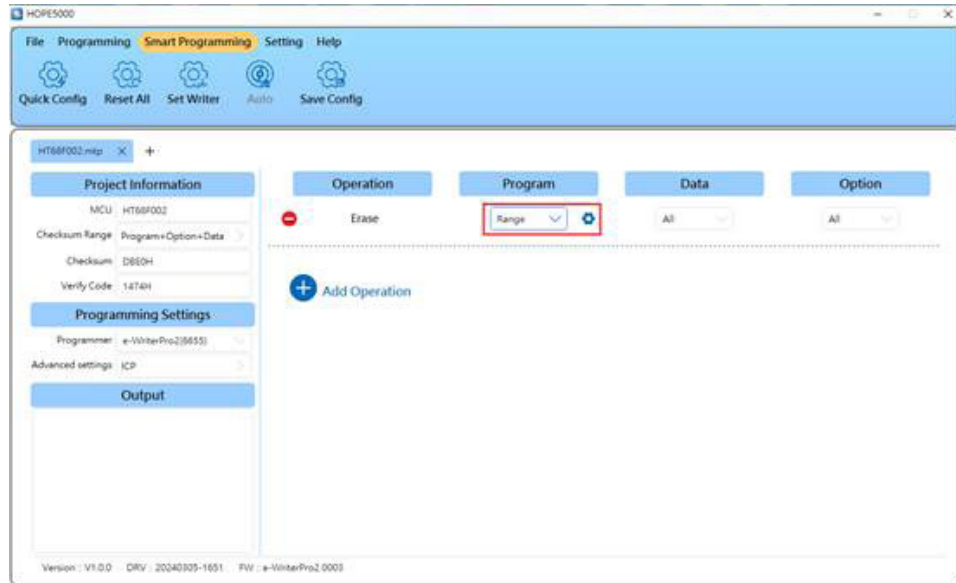 HOPE5000
File Programming Smart Programming Setting Help
Quick Config Reset All Set Writer Auto Save Config
HT68F002.mkp
Project Information Operation Program Data Option
MCU HT68F002 Erase Range All All
Checksum Range Program+Option+Data
Checksum DBE0H
Verify Code 1474H
Add Operation
Programming Settings
Programmer e-WriterPro2(6655)
Advanced settings ICP
Output
Version : V1.0.0 DRV : 20240305-1651 FW : e-WriterPro2 0003